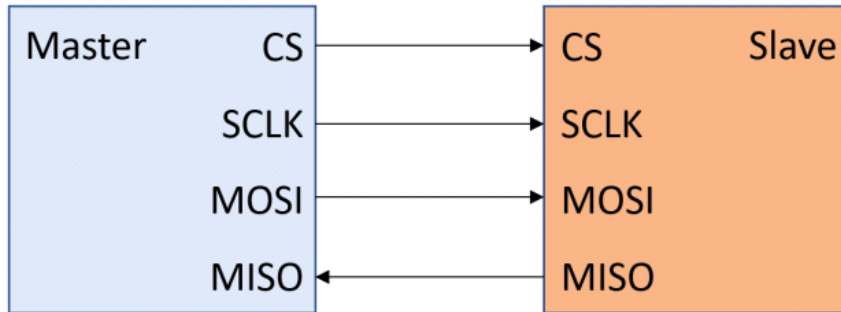 Master CS CS Slave
SCLK SCLK
MOSI MOSI
MISO MISO